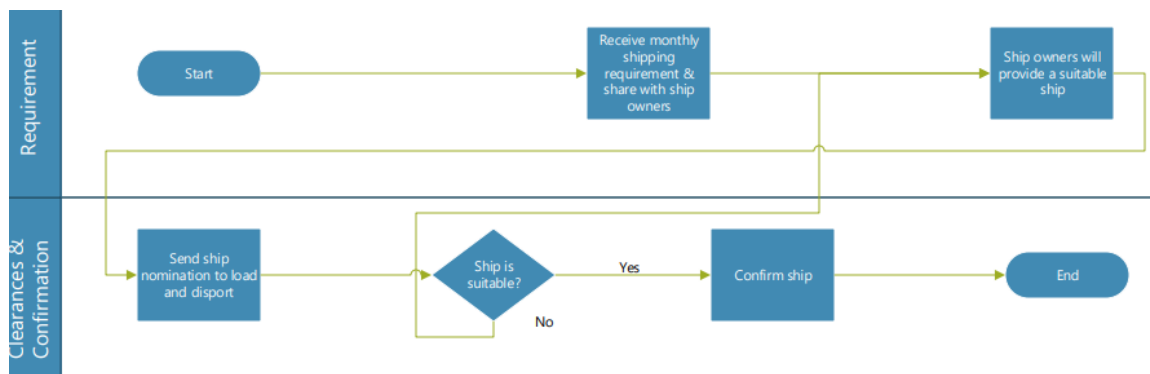 Requirement
Start
Receive monthly
shipping
requirement &
share with ship
owners
Ship owners will
provide a suitable
ship
Clearances &
Confirmation
Send ship
nomination to load
and disport
Ship is
suitable?
Yes
No
Confirm ship
End